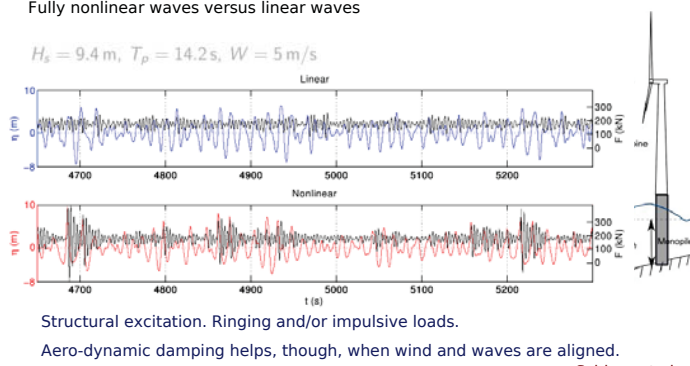 Fully nonlinear waves versus linear waves
Hs = 9.4 m, Tp = 14.2 s, W = 5 m/s
Linear
10
0
-8
η (m)
300
200
100
0
F (kN)
4700 4800 4900 5000 5100 5200
Nonlinear
10
0
-8
η (m)
300
200
100
0
F (kN)
4700 4800 4900 5000 5100 5200
t (s)
Structural excitation. Ringing and/or impulsive loads.
Aero-dynamic damping helps, though, when wind and waves are aligned.